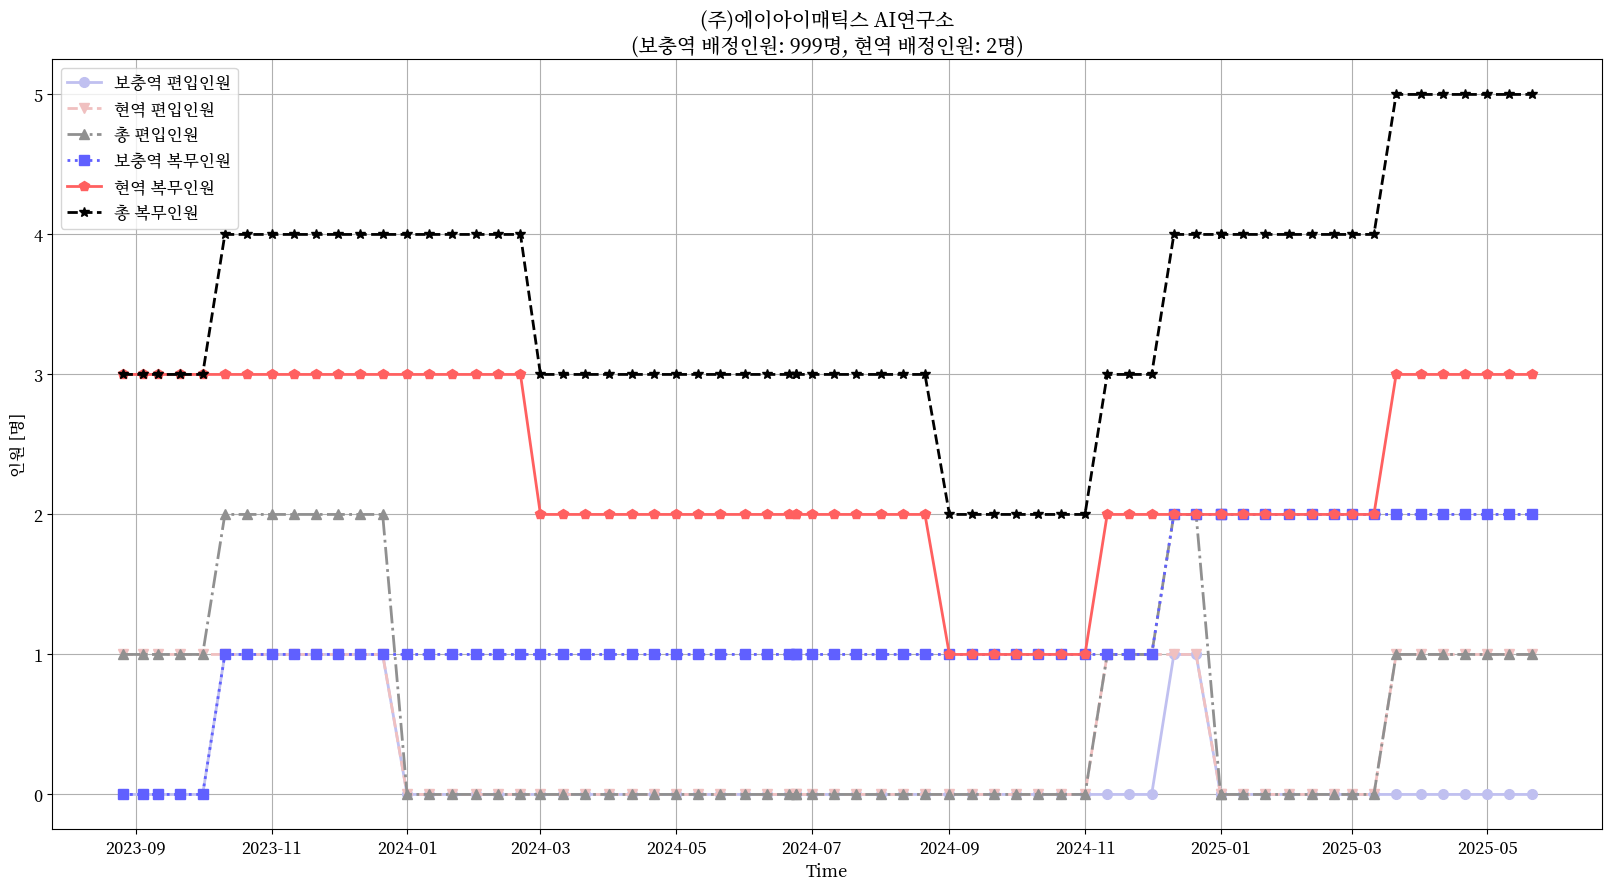 (주)에이아이매틱스 AI연구소
(보충역 배정인원: 999명, 현역 배정인원: 2명)
보충역 편입인원
현역 편입인원
총 편입인원
보충역 복무인원
현역 복무인원
총 복무인원
인원 [명]
5
4
3
2
1
0
2023-09 2023-11 2024-01 2024-03 2024-05 2024-07 2024-09 2024-11 2025-01 2025-03 2025-05
Time